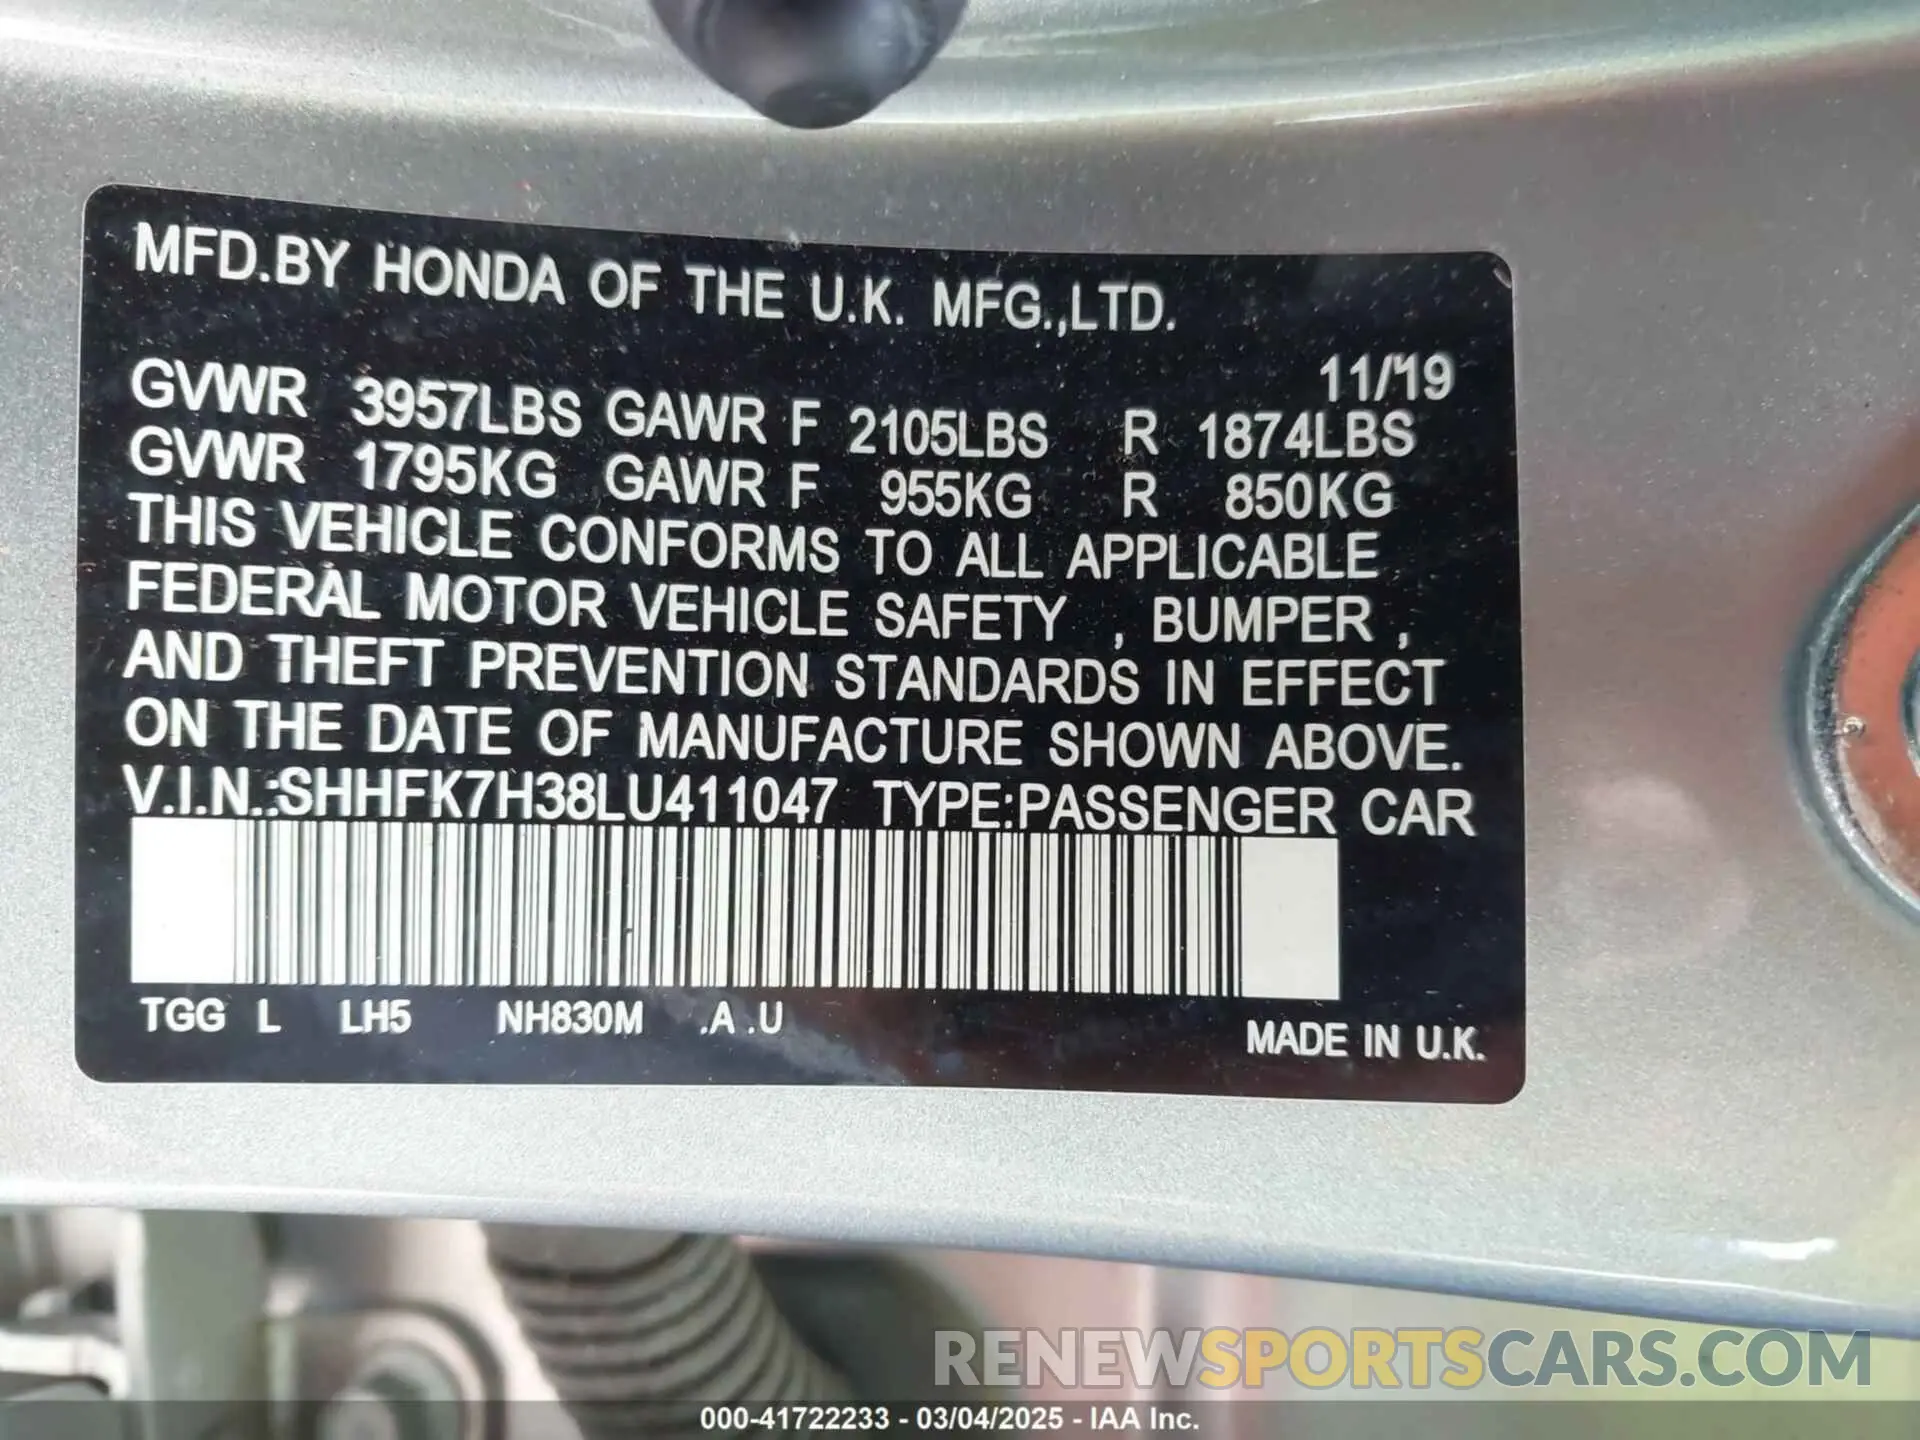 MFD.BY HONDA OF THE U.K. MFG.,LTD.
11/'19
GVWR 3957LBS GAWR F 2105LBS R 1874LBS
GVWR 1795KG GAWR F 955KG R 850KG
THIS VEHICLE CONFORMS TO ALL APPLICABLE
FEDERAL MOTOR VEHICLE SAFETY , BUMPER ,
AND THEFT PREVENTION STANDARDS IN EFFECT
ON THE DATE OF MANUFACTURE SHOWN ABOVE.
V.I.N.:SHHFK7H38LU411047 TYPE:PASSENGER CAR
TGG L LH5 NH830M .A .U
MADE IN U.K.
RENEWSPORTSCARS.COM
000-41722233 - 03/04/2025 - IAA Inc.